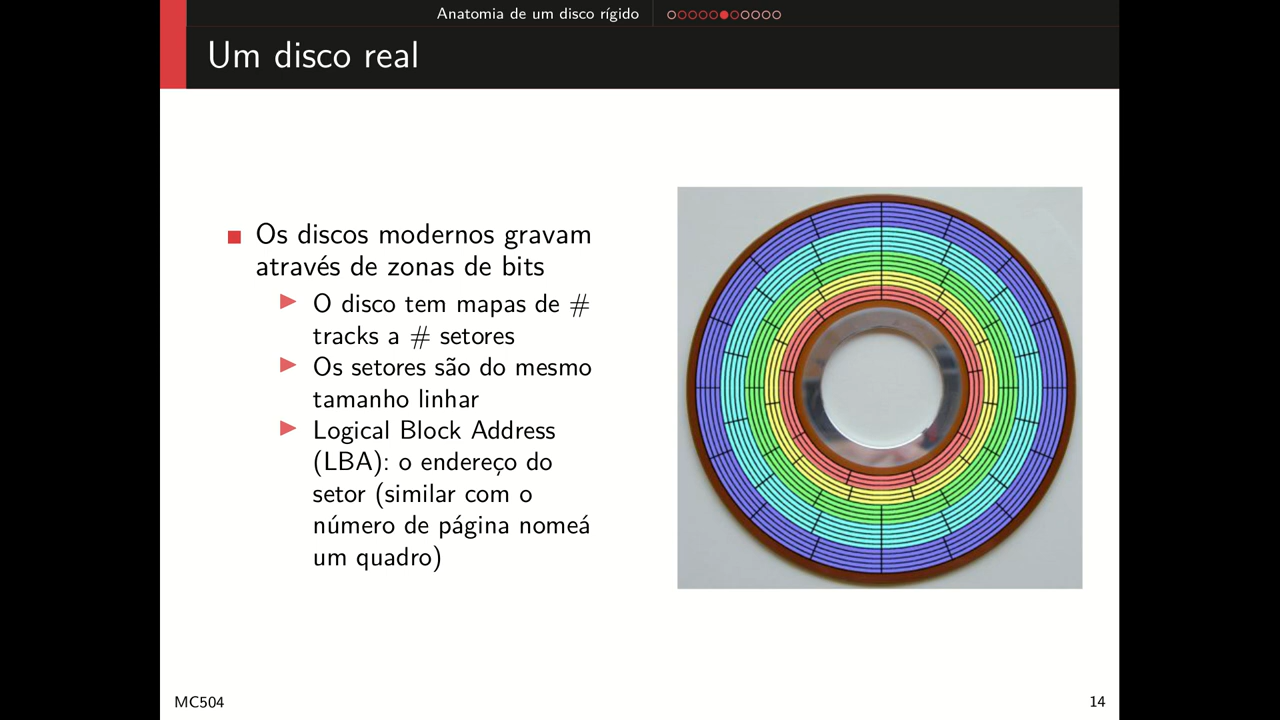 Anatomia de um disco rígido
Um disco real
Os discos modernos gravam
através de zonas de bits
O disco tem mapas de #
tracks a # setores
Os setores são do mesmo
tamanho linhar
Logical Block Address
(LBA): o endereço do
setor (similar com o
número de página nomeá
um quadro)
MC504
14